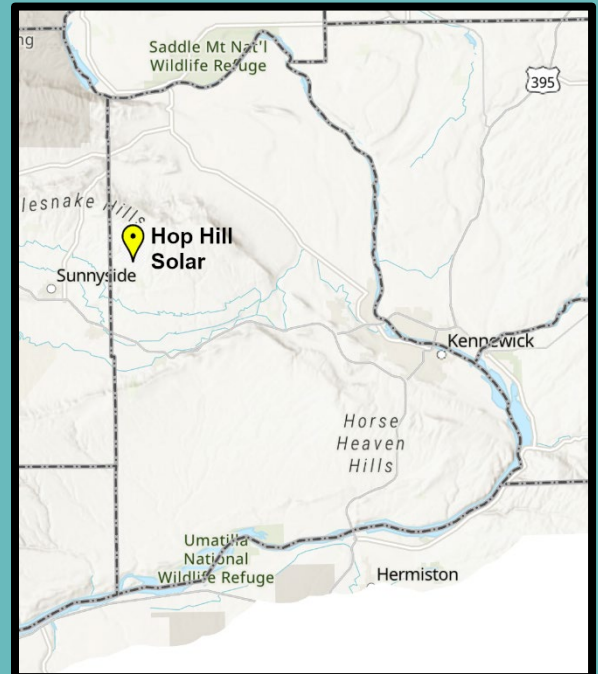 ng
Saddle Mt Nat'l
Wildlife Refuge
395
lesnake Hills
Hop Hill
Solar
Sunnyside
Kennewick
Horse
Heaven
Hills
Umatilla
National
Wildlife Refuge
Hermiston